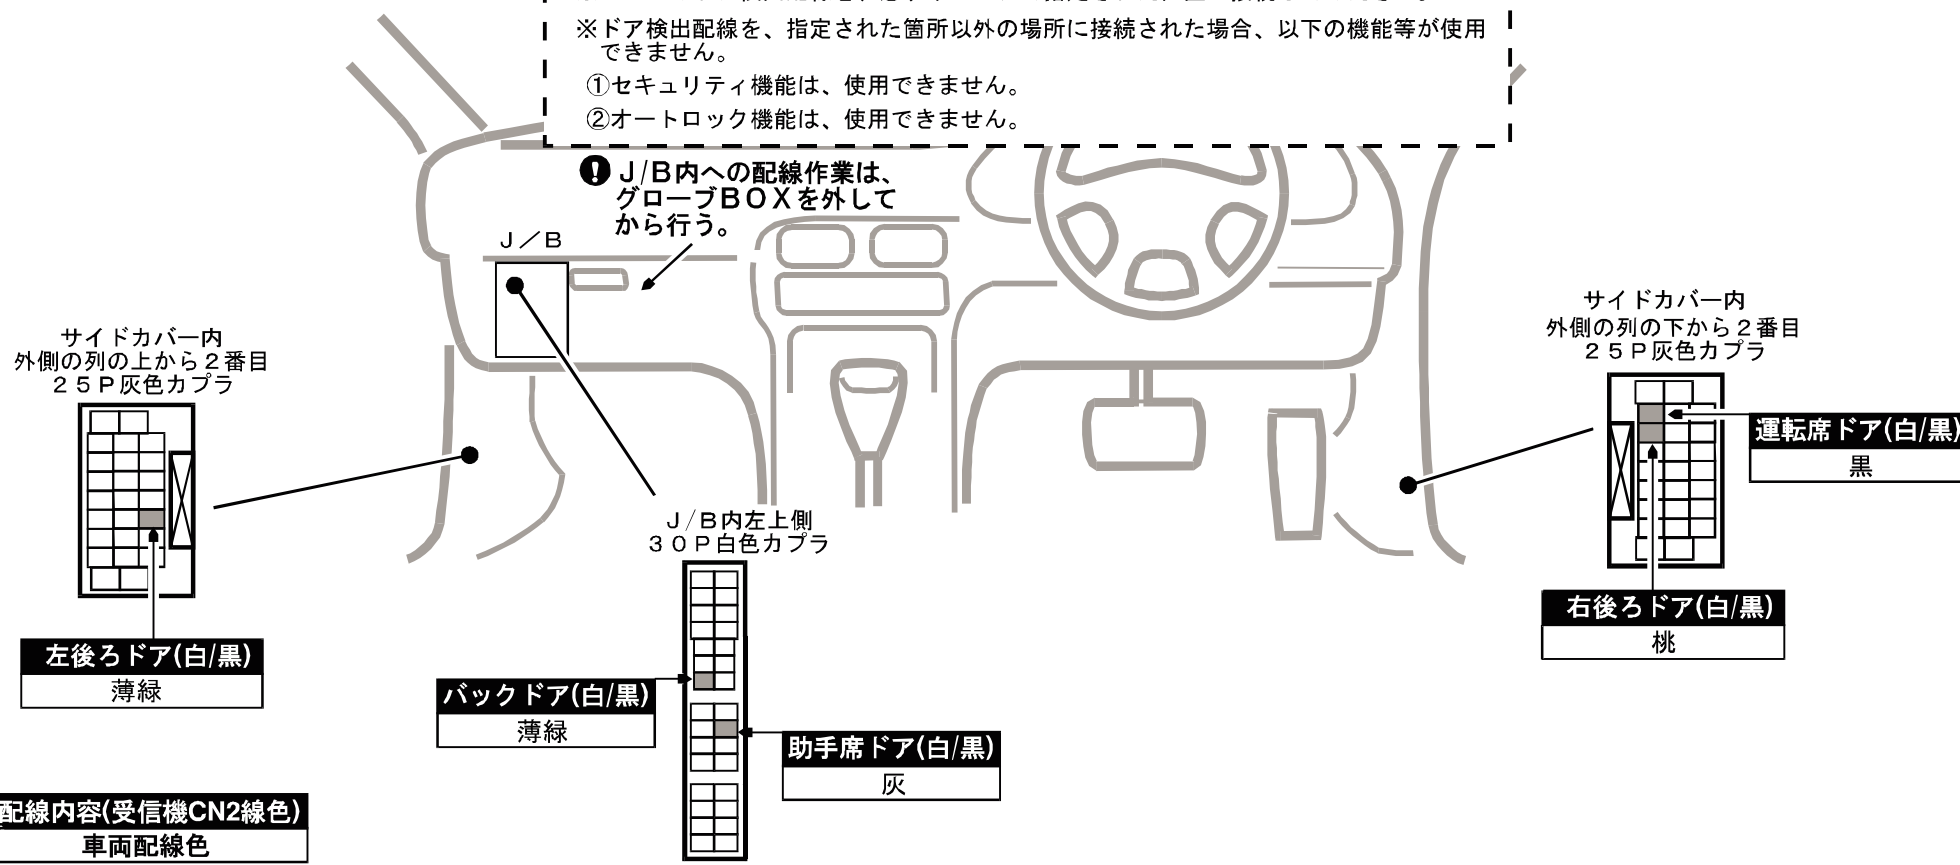 ※ドア検出配線を、指定された箇所以外の場所に接続された場合、以下の機能等が使用
できません。
①セキュリティ機能は、使用できません。
②オートロック機能は、使用できません。
J/B内への配線作業は、
グローブBOXを外して
から行う。
J/B
サイドカバー内
外側の列の上から2番目
25P灰色カプラ
サイドカバー内
外側の列の下から2番目
25P灰色カプラ
運転席ドア(白/黒)
黒
J/B内左上側
30P白色カプラ
右後ろドア(白/黒)
桃
左後ろドア(白/黒)
薄緑
バックドア(白/黒)
薄緑
助手席ドア(白/黒)
灰
配線内容(受信機CN2線色)
車両配線色